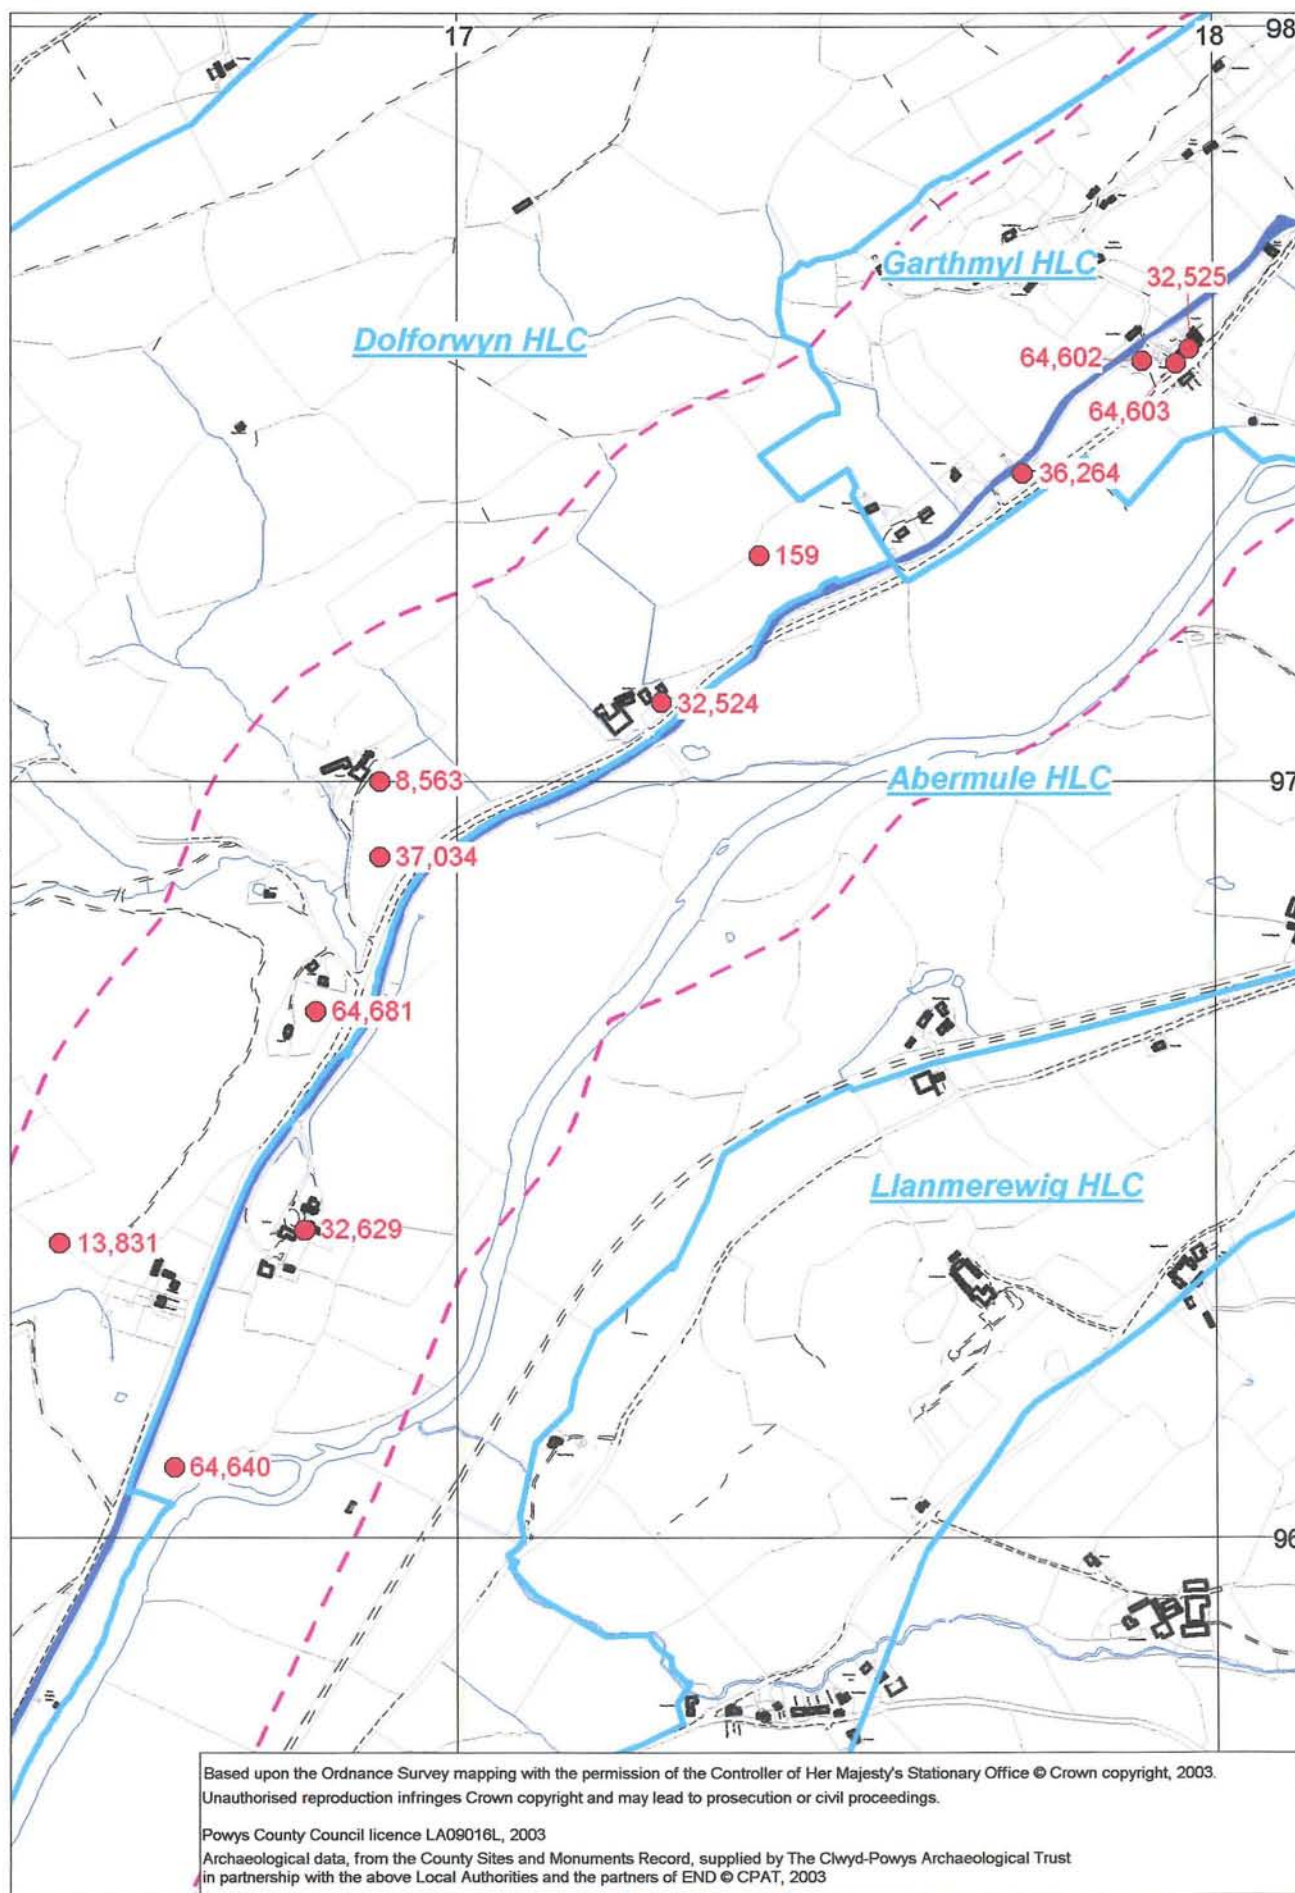 17
18
98
Garthmyl HLC
32,525
Dolforwyn HLC
64,602
64,603
36,264
159
32,524
8,563
Abermule HLC
97
37,034
64,681
Llanmerewig HLC
13,831
32,629
64,640
96
Based upon the Ordnance Survey mapping with the permission of the Controller of Her Majesty's Stationary Office © Crown copyright, 2003.
Unauthorised reproduction infringes Crown copyright and may lead to prosecution or civil proceedings.
Powys County Council licence LA09016L, 2003
Archaeological data, from the County Sites and Monuments Record, supplied by The Clwyd-Powys Archaeological Trust
in partnership with the above Local Authorities and the partners of END © CPAT, 2003